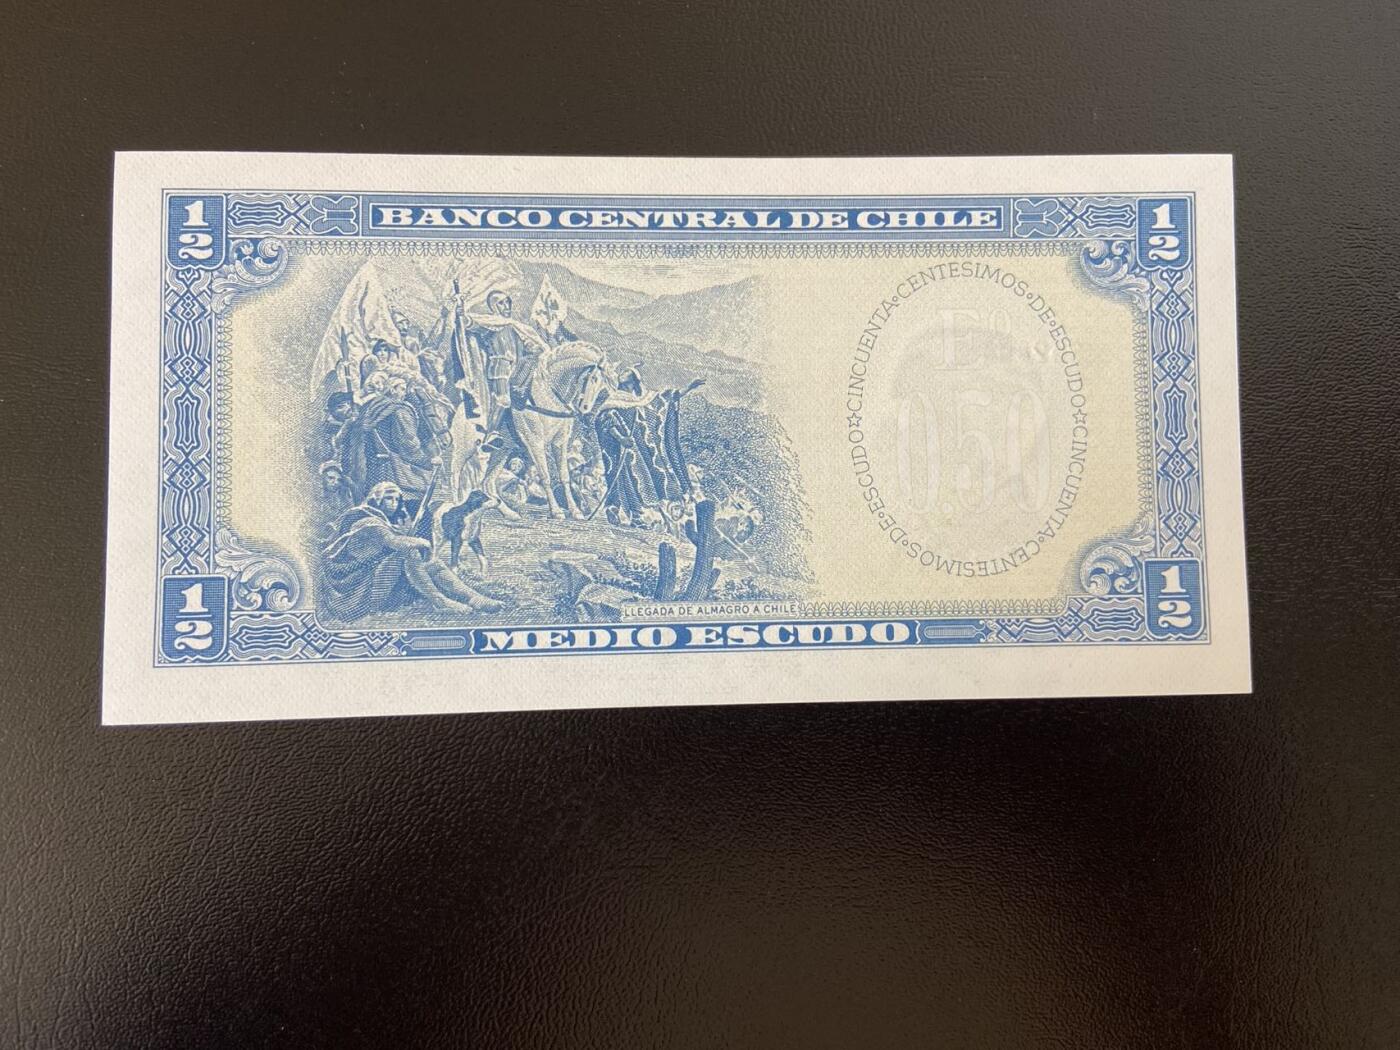 1/2 BANCO CENTRAL DE CHILE 1/2
CINCUENTA CENTESIMOS DE ESCUDO ☆ CINCUENTA CENTESIMOS DE ESCUDO ☆
Eº
0.50
LLEGADA DE ALMAGRO A CHILE
1/2 MEDIO ESCUDO 1/2